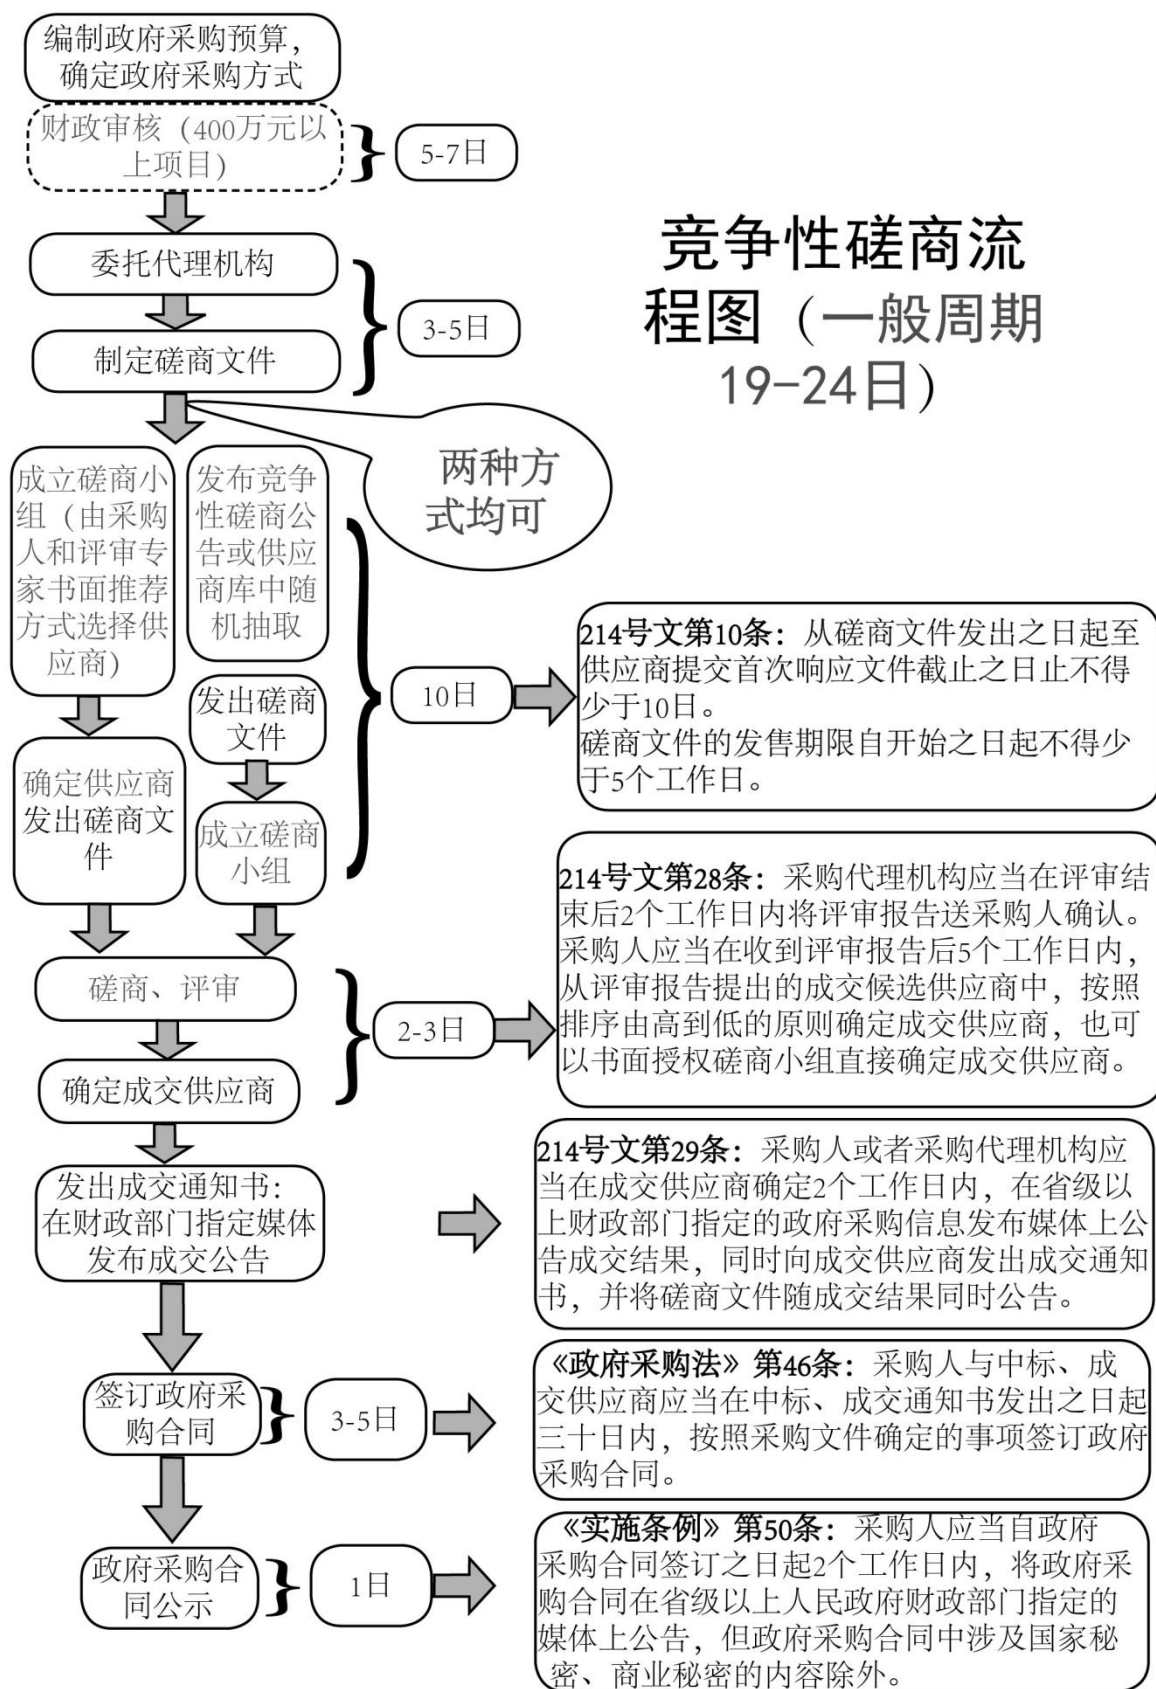 编制政府采购预算，
确定政府采购方式
财政审核（400万元以
上项目）
5-7日
竞争性磋商流
程图（一般周期
19-24日）
委托代理机构
3-5日
制定磋商文件
两种方
式均可
成立磋商小
组（由采购
人和评审专
家书面推荐
方式选择供
应商）
发布竞争
性磋商公
告或供应
商库中随
机抽取
发出磋商
文件
确定供应商
发出磋商文
件
成立磋商
小组
10日
214号文第10条：从磋商文件发出之日起至
供应商提交首次响应文件截止之日止不得
少于10日。
磋商文件的发售期限自开始之日起不得少
于5个工作日。
磋商、评审
确定成交供应商
2-3日
214号文第28条：采购代理机构应当在评审结
束后2个工作日内将评审报告送采购人确认。
采购人应当在收到评审报告后5个工作日内，
从评审报告提出的成交候选供应商中，按照
排序由高到低的原则确定成交供应商，也可
以书面授权磋商小组直接确定成交供应商。
发出成交通知书：
在财政部门指定媒体
发布成交公告
214号文第29条：采购人或者采购代理机构应
当在成交供应商确定2个工作日内，在省级以
上财政部门指定的政府采购信息发布媒体上公
告成交结果，同时向成交供应商发出成交通知
书，并将磋商文件随成交结果同时公告。
签订政府采
购合同
3-5日
《政府采购法》第46条：采购人与中标、成
交供应商应当在中标、成交通知书发出之日起
三十日内，按照采购文件确定的事项签订政府
采购合同。
政府采购合
同公示
1日
《实施条例》第50条：采购人应当自政府
采购合同签订之日起2个工作日内，将政府采
购合同在省级以上人民政府财政部门指定的
媒体上公告，但政府采购合同中涉及国家秘
密、商业秘密的内容除外。